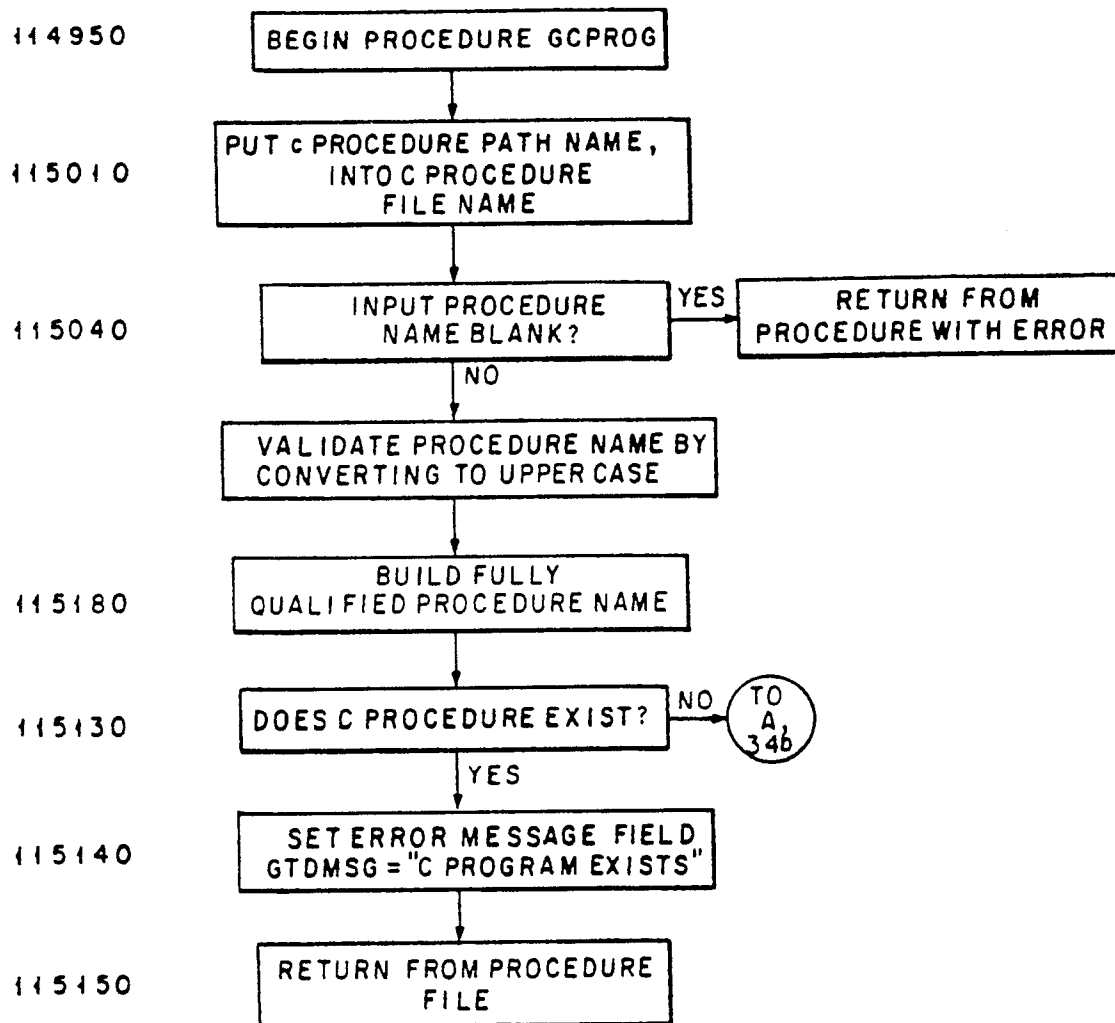 114950
BEGIN PROCEDURE GCPROG
115010
PUT c PROCEDURE PATH NAME,
INTO C PROCEDURE
FILE NAME
115040
INPUT PROCEDURE
NAME BLANK?
YES
RETURN FROM
PROCEDURE WITH ERROR
NO
VALIDATE PROCEDURE NAME BY
CONVERTING TO UPPER CASE
115180
BUILD FULLY
QUALIFIED PROCEDURE NAME
115130
DOES C PROCEDURE EXIST?
NO
TO
A,
34b
YES
115140
SET ERROR MESSAGE FIELD
GTDMSG = "C PROGRAM EXISTS"
115150
RETURN FROM PROCEDURE
FILE